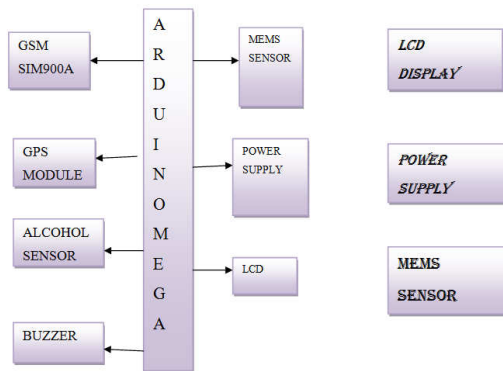 GSM
SIM900A
GPS
MODULE
ALCOHOL
SENSOR
BUZZER
A
R
D
U
I
N
O
M
E
G
A
MEMS
SENSOR
POWER
SUPPLY
LCD
LCD
DISPLAY
POWER
SUPPLY
MEMS
SENSOR